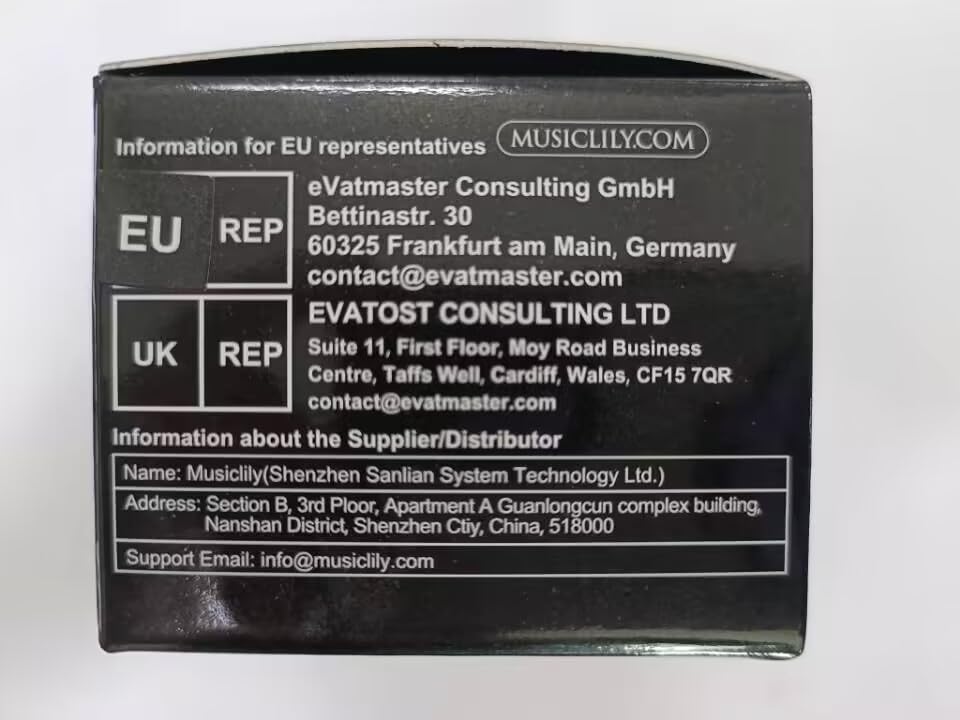 Information for EU representatives MUSICLILY.COM
EU REP
eVatmaster Consulting GmbH
Bettinastr. 30
60325 Frankfurt am Main, Germany
contact@evatmaster.com
UK REP
EVATOST CONSULTING LTD
Suite 11, First Floor, Moy Road Business
Centre, Taffs Well, Cardiff, Wales, CF15 7QR
contact@evatmaster.com
Information about the Supplier/Distributor
Name: Musiclily(Shenzhen Sanlian System Technology Ltd.)
Address: Section B, 3rd Ploor, Apartment A Guanlongcun complex building,
Nanshan District, Shenzhen Ctiy, China, 518000
Support Email: info@musiclily.com